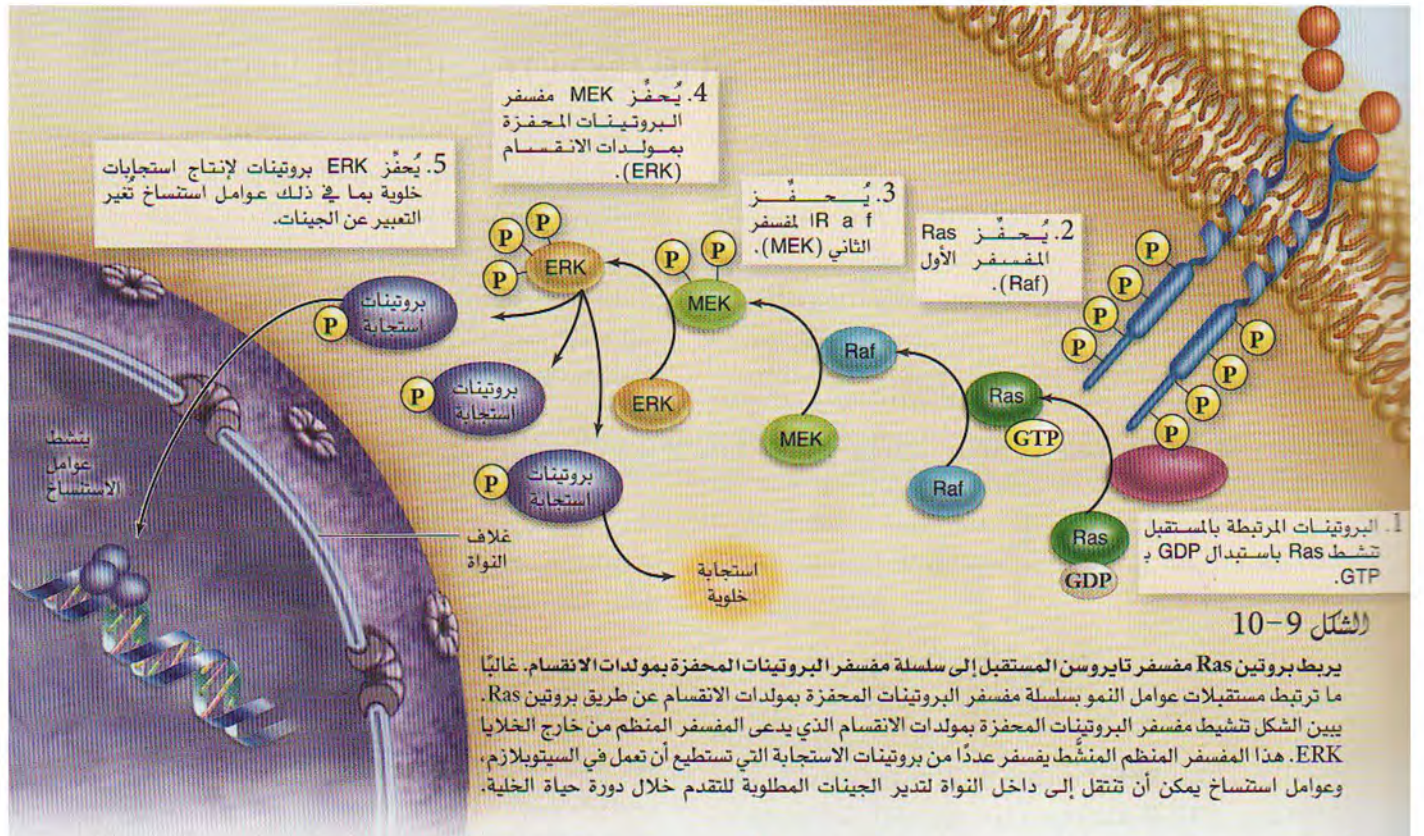 1. البروتينات المرتبطة بالمستقبل
تنشط Ras باستبدال GDP بـ
GTP.
2. يُحفِّز Ras
المفسفر الأول
(Raf).
3. يُحفِّز
Raf المفسفر
الثاني (MEK).
4. يُحفِّز MEK مفسفر
البروتينات المحفزة
بمولدات الانقسام
(ERK).
5. يُحفِّز ERK بروتينات لإنتاج استجابات
خلوية بما في ذلك عوامل استنساخ تُغير
التعبير عن الجينات.
P
P
P
P
P
P
P
P
Ras
GDP
Ras
GTP
Raf
Raf
MEK
P
P
MEK
ERK
P
P
P
ERK
بروتينات
استجابة
P
بروتينات
استجابة
P
بروتينات
استجابة
P
استجابة
خلوية
غلاف
النواة
ينشط
عوامل
الاستنساخ
الشكل 9-10
يربط بروتين Ras مفسفر تايروسن المستقبل إلى سلسلة مفسفر البروتينات المحفزة بمولدات الانقسام. غالبًا
ما ترتبط مستقبلات عوامل النمو بسلسلة مفسفر البروتينات المحفزة بمولدات الانقسام عن طريق بروتين Ras.
يبين الشكل تنشيط مفسفر البروتينات المحفزة بمولدات الانقسام الذي يدعى المفسفر المنظم من خارج الخلايا
ERK. هذا المفسفر المنظم المنشَّط يفسفر عددًا من بروتينات الاستجابة التي تستطيع أن تعمل في السيتوبلازم،
وعوامل استنساخ يمكن أن تنتقل إلى داخل النواة لتدير الجينات المطلوبة للتقدم خلال دورة حياة الخلية.